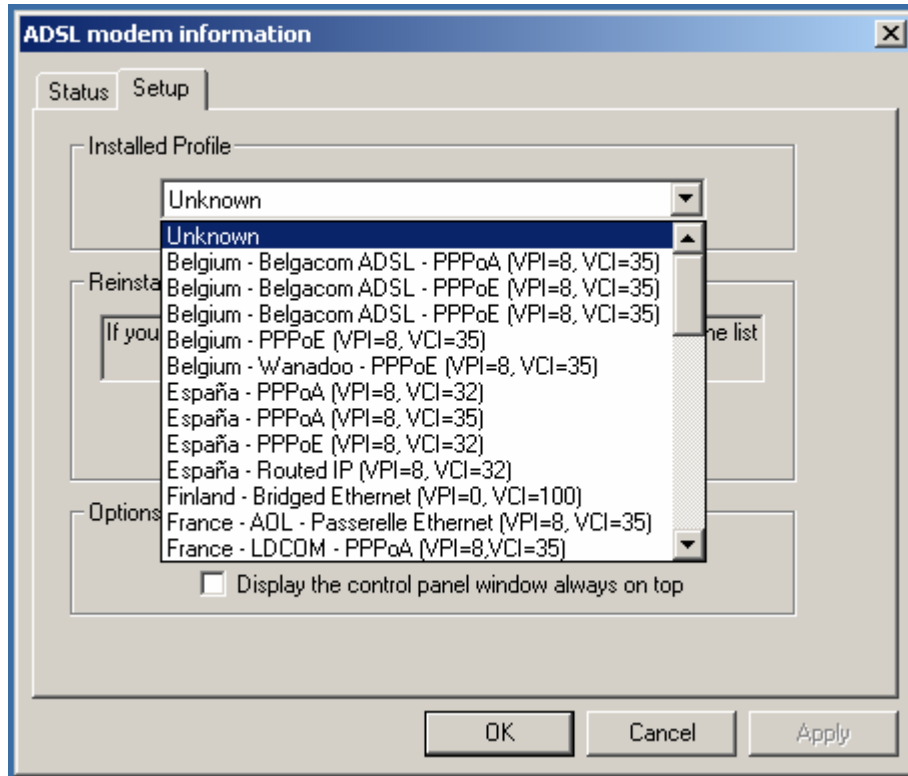 ADSL modem information
Status Setup
Installed Profile
Unknown
Unknown
Belgium - Belgacom ADSL - PPPoA (VPI=8, VCI=35)
Belgium - Belgacom ADSL - PPPoE (VPI=8, VCI=35)
Belgium - Belgacom ADSL - PPPoE (VPI=8, VCI=35)
Belgium - PPPoE (VPI=8, VCI=35)
Belgium - Wanadoo - PPPoE (VPI=8, VCI=35)
España - PPPoA (VPI=8, VCI=32)
España - PPPoA (VPI=8, VCI=35)
España - PPPoE (VPI=8, VCI=32)
España - Routed IP (VPI=8, VCI=32)
Finland - Bridged Ethernet (VPI=0, VCI=100)
France - AOL - Passerelle Ethernet (VPI=8, VCI=35)
France - LDCOM - PPPoA (VPI=8,VCI=35)
If you list
Options
Display the control panel window always on top
OK Cancel Apply